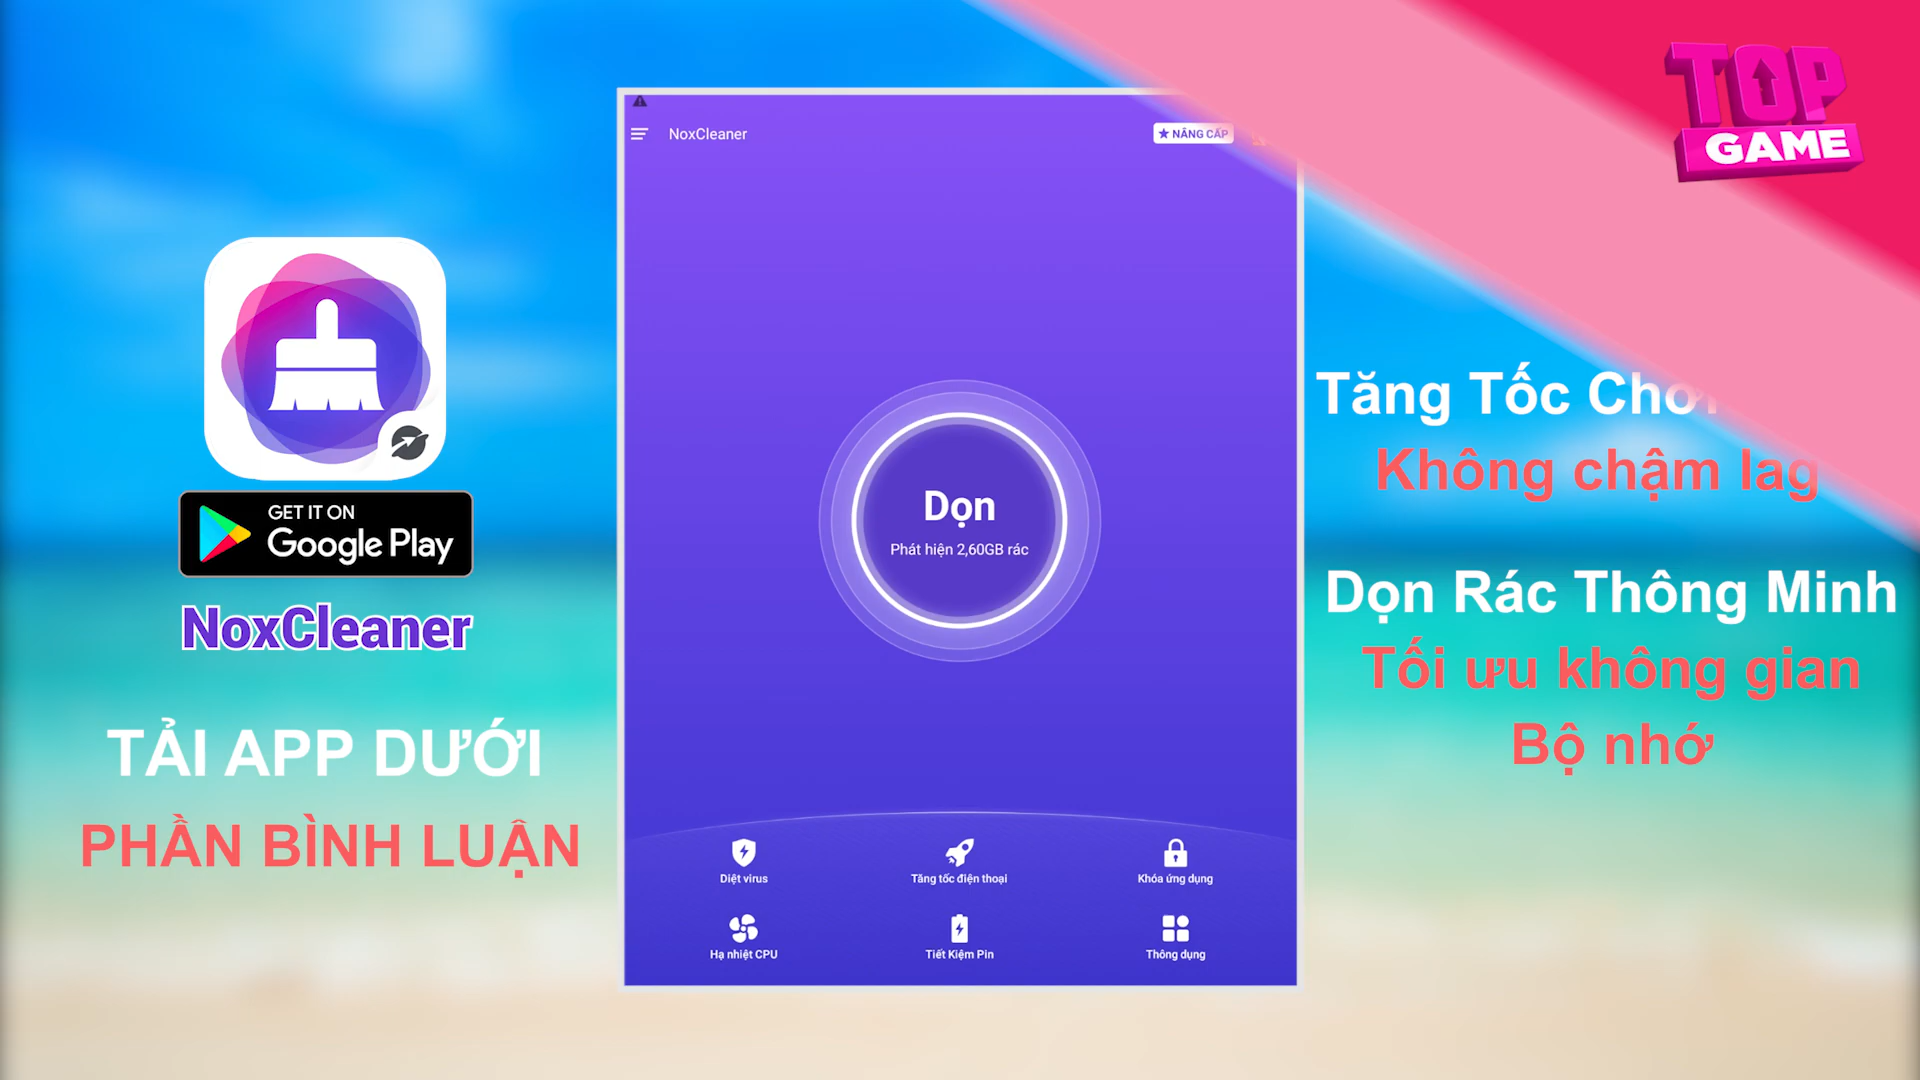 TOP
GAME
NoxCleaner
NÂNG CẤP
GET IT ON
Google Play
NoxCleaner
TẢI APP DƯỚI
PHẦN BÌNH LUẬN
Dọn
Phát hiện 2,60GB rác
Tăng Tốc Chơi
Không chậm lag
Dọn Rác Thông Minh
Tối ưu không gian
Bộ nhớ
Diệt virus
Tăng tốc điện thoại
Khóa ứng dụng
Hạ nhiệt CPU
Tiết Kiệm Pin
Thông dụng